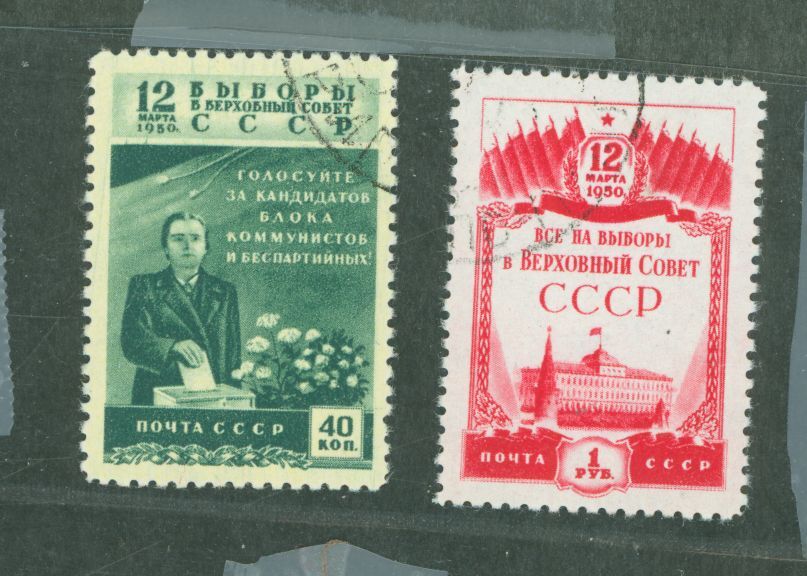 12
МАРТА
1950.
ВЫБОРЫ
В ВЕРХОВНЫЙ СОВЕТ
СССР
ГОЛОСУЙТЕ
ЗА КАНДИДАТОВ
БЛОКА
КОММУНИСТОВ
И БЕСПАРТИЙНЫХ!
ПОЧТА СССР
40
КОП.
12
МАРТА
1950.
ВСЕ НА ВЫБОРЫ
В ВЕРХОВНЫЙ СОВЕТ
СССР
ПОЧТА
1
РУБ.
СССР